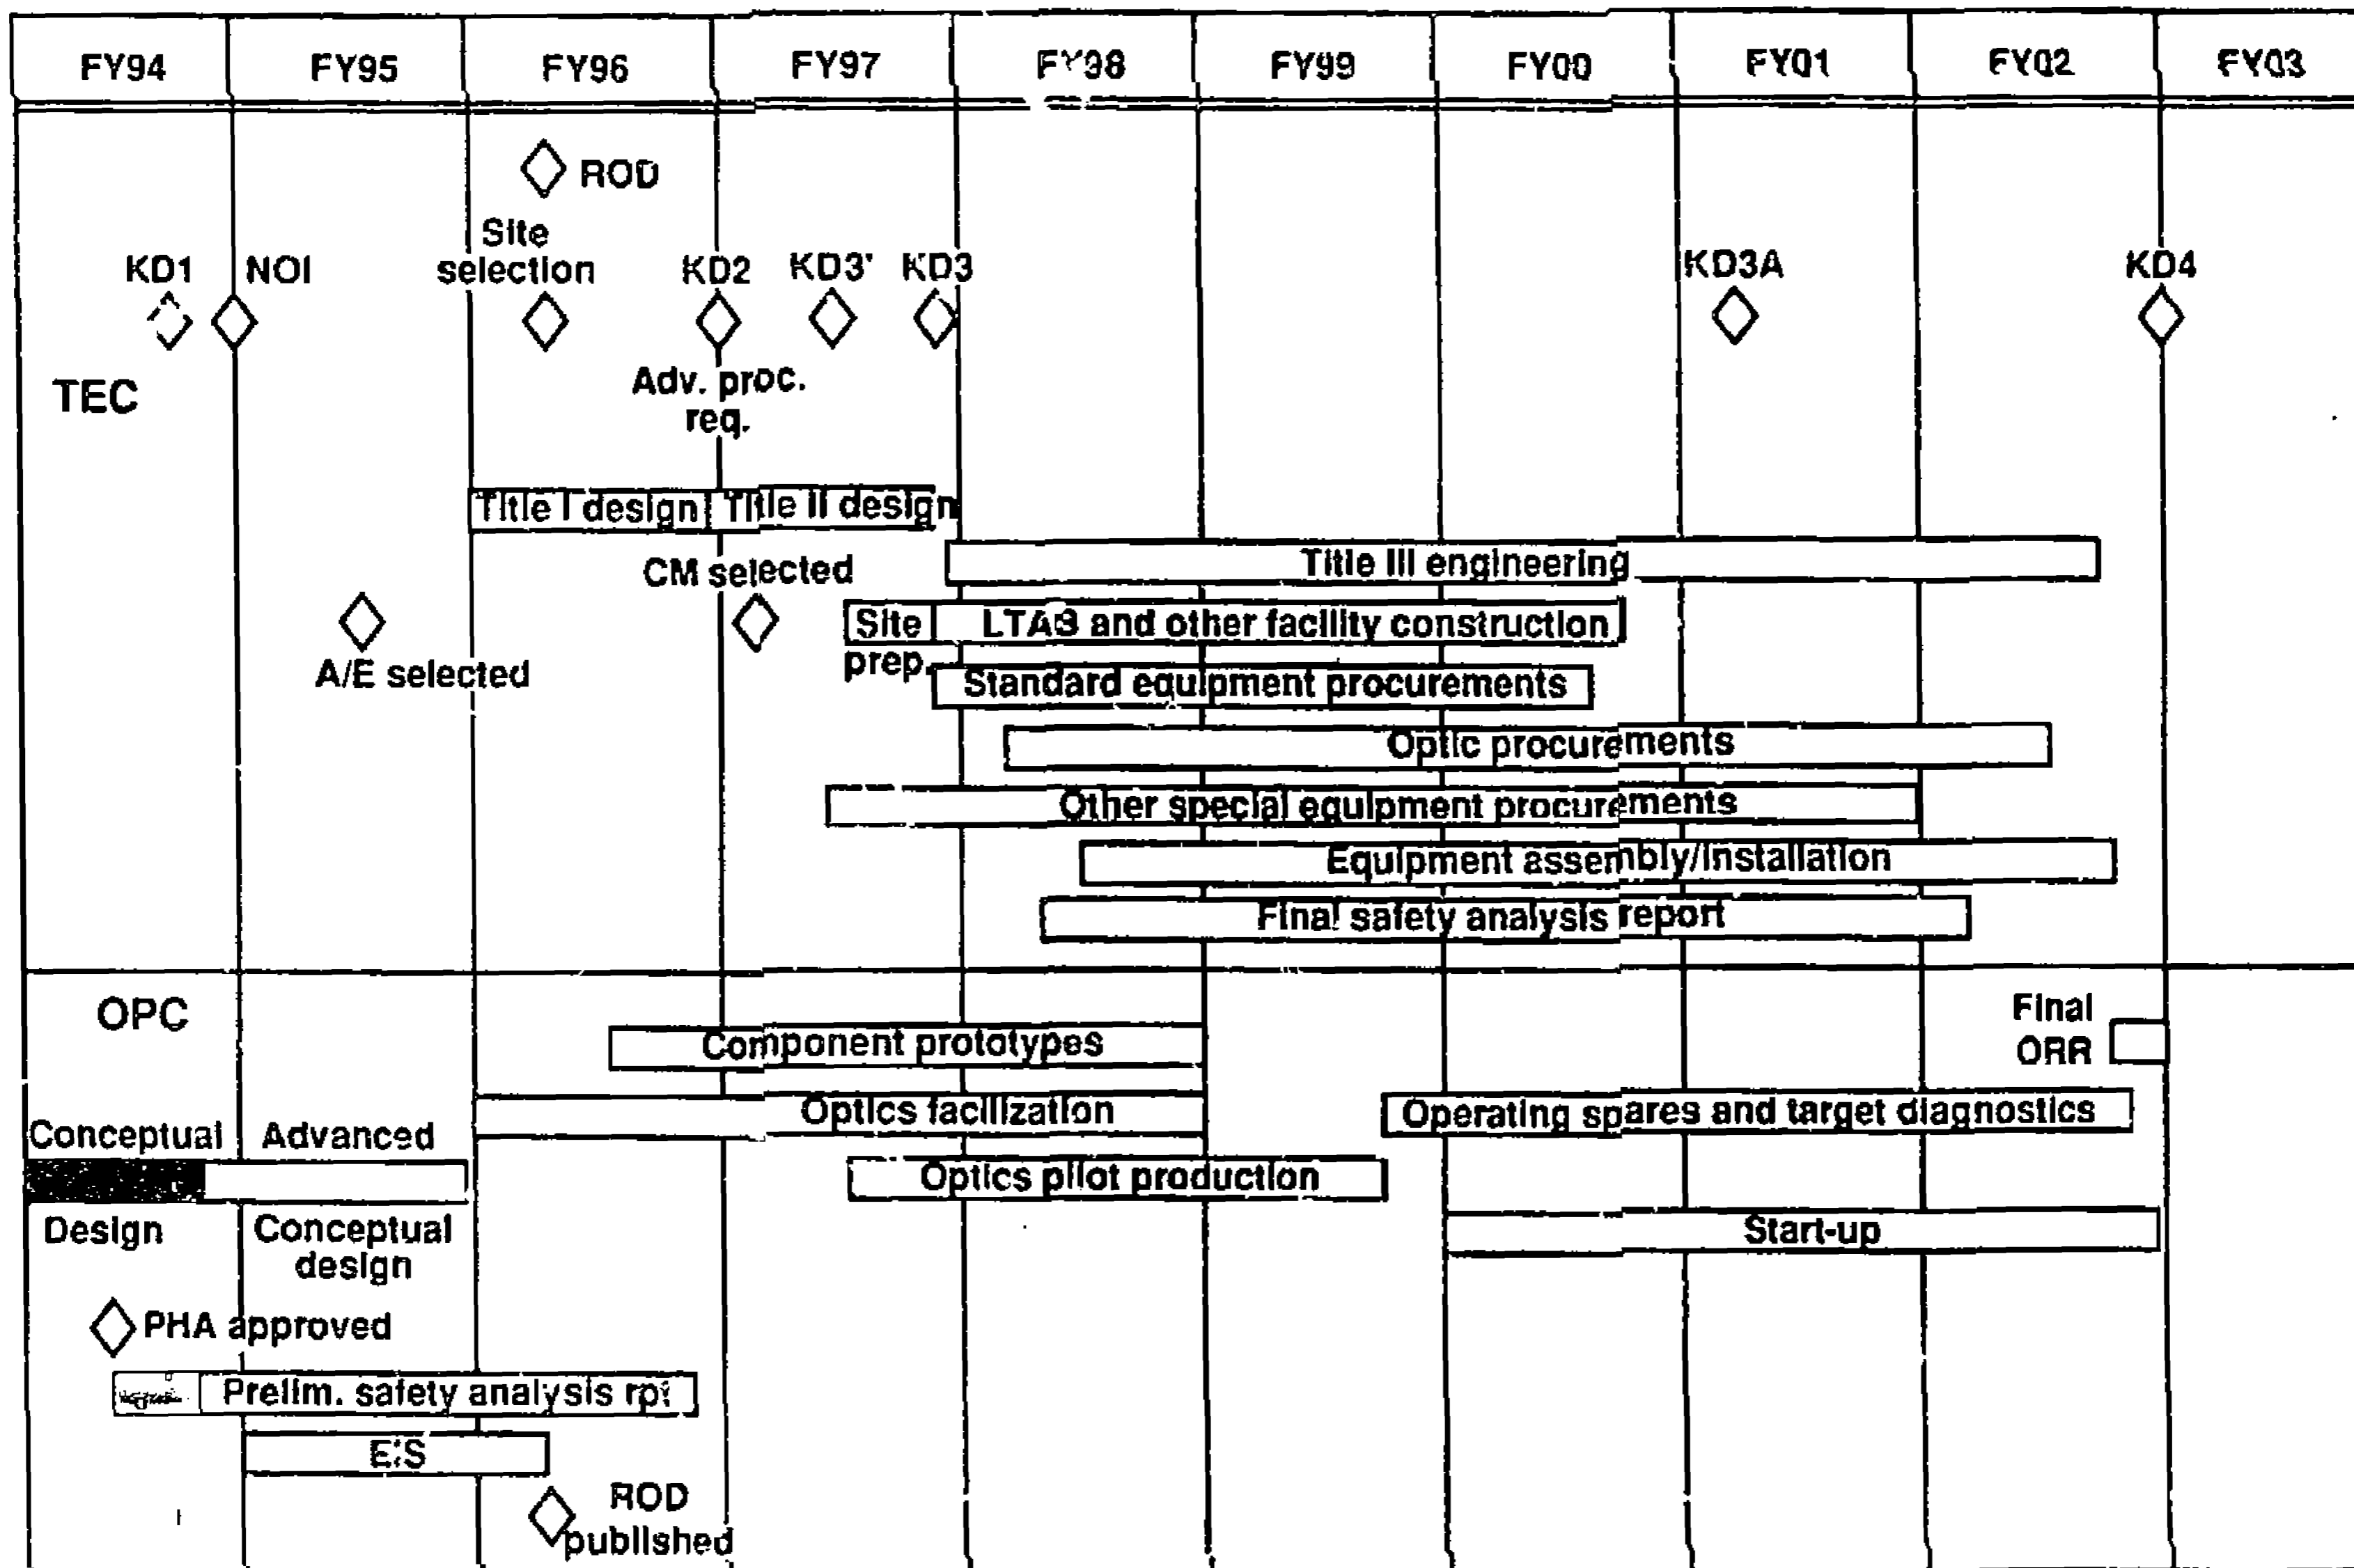 FY94 FY95 FY96 FY97 FY98 FY99 FY00 FY01 FY02 FY03
ROD
Site
selection
KD1 NOI KD2 KD3' KD3 KD3A KD4
TEC
Adv. proc.
req.
Title I design Title II design
Title III engineering
CM selected
A/E selected
Site
prep.
LTAB and other facility construction
Standard equipment procurements
Optic procurements
Other special equipment procurements
Equipment assembly/installation
Final safety analysis report
OPC
Final
ORR
Component prototypes
Optics facilization
Operating spares and target diagnostics
Conceptual Advanced
Optics pilot production
Design
Conceptual
design
Start-up
PHA approved
Prelim. safety analysis rpt
EIS
ROD
published